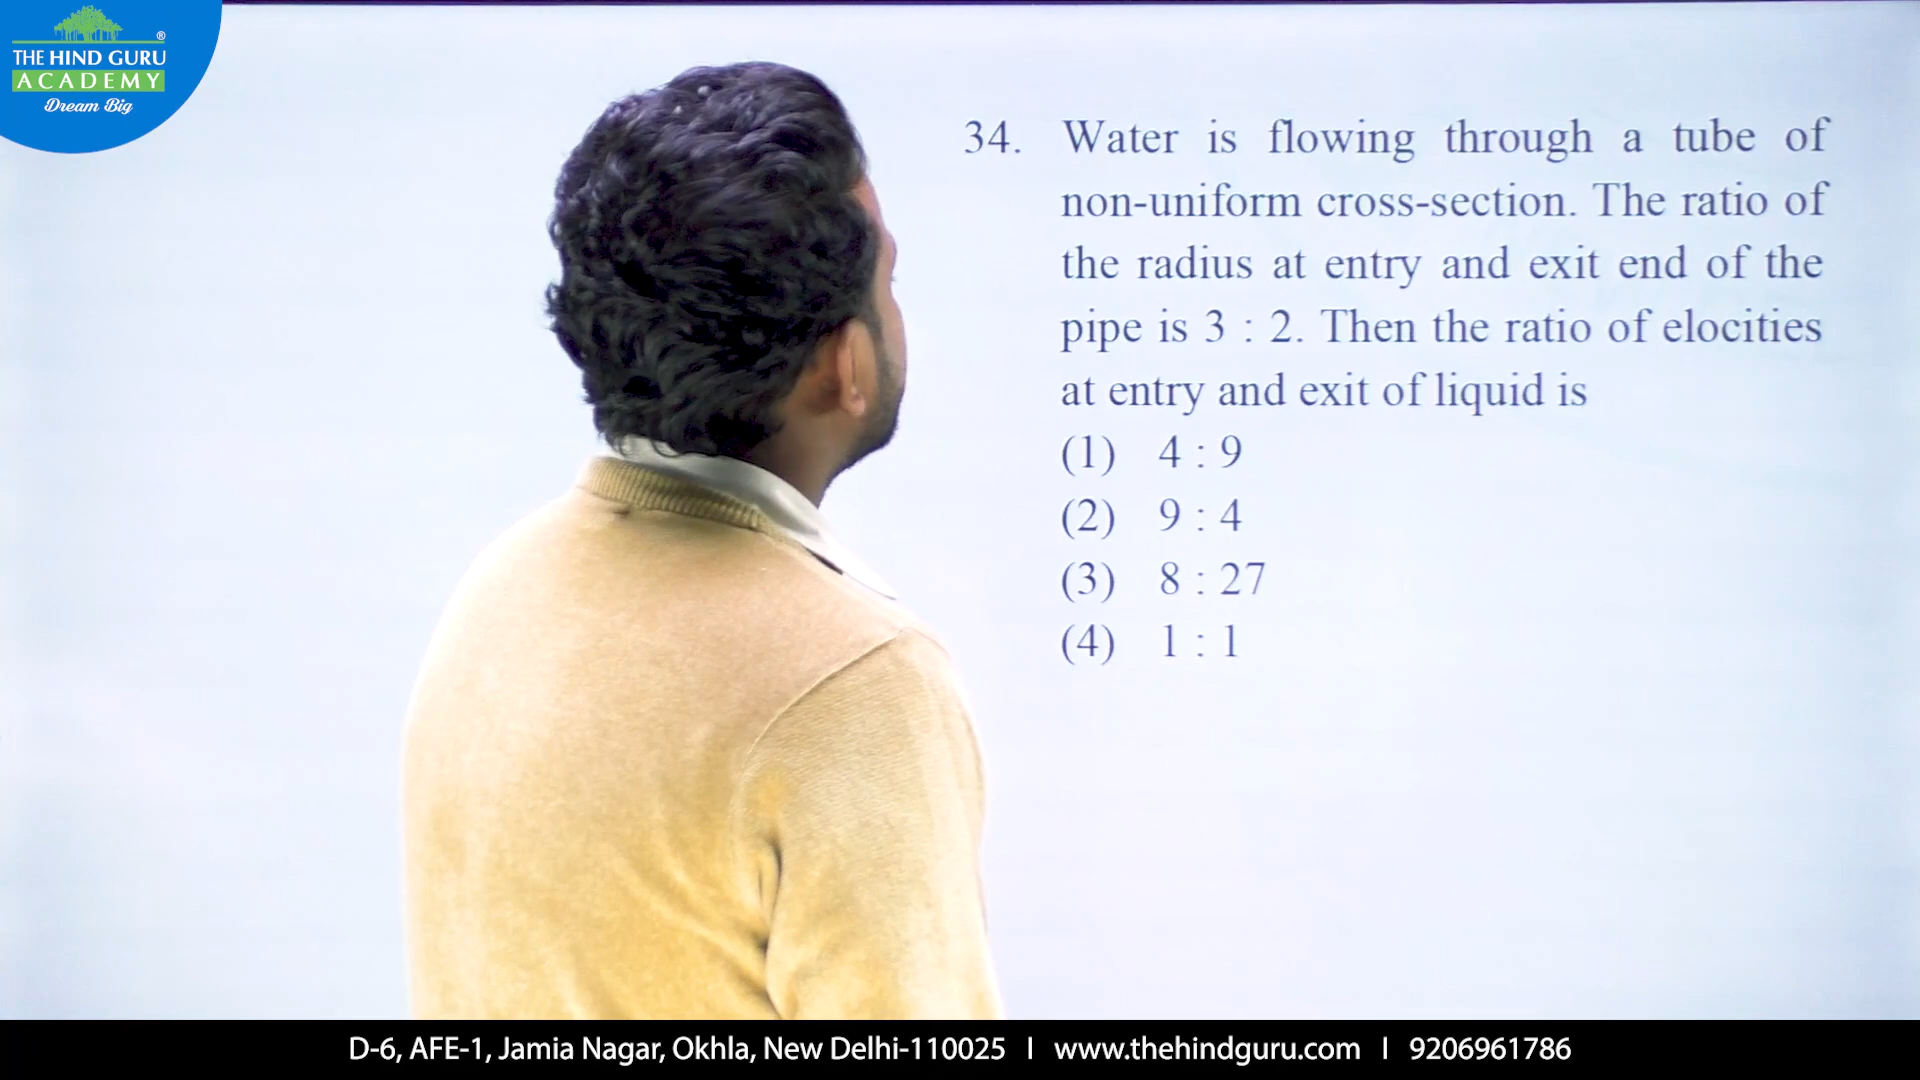 THE HIND GURU
®
ACADEMY
Dream Big
34. Water is flowing through a tube of
non-uniform cross-section. The ratio of
the radius at entry and exit end of the
pipe is 3 : 2. Then the ratio of elocities
at entry and exit of liquid is
(1) 4 : 9
(2) 9 : 4
(3) 8 : 27
(4) 1 : 1
D-6, AFE-1, Jamia Nagar, Okhla, New Delhi-110025 | www.thehindguru.com | 9206961786